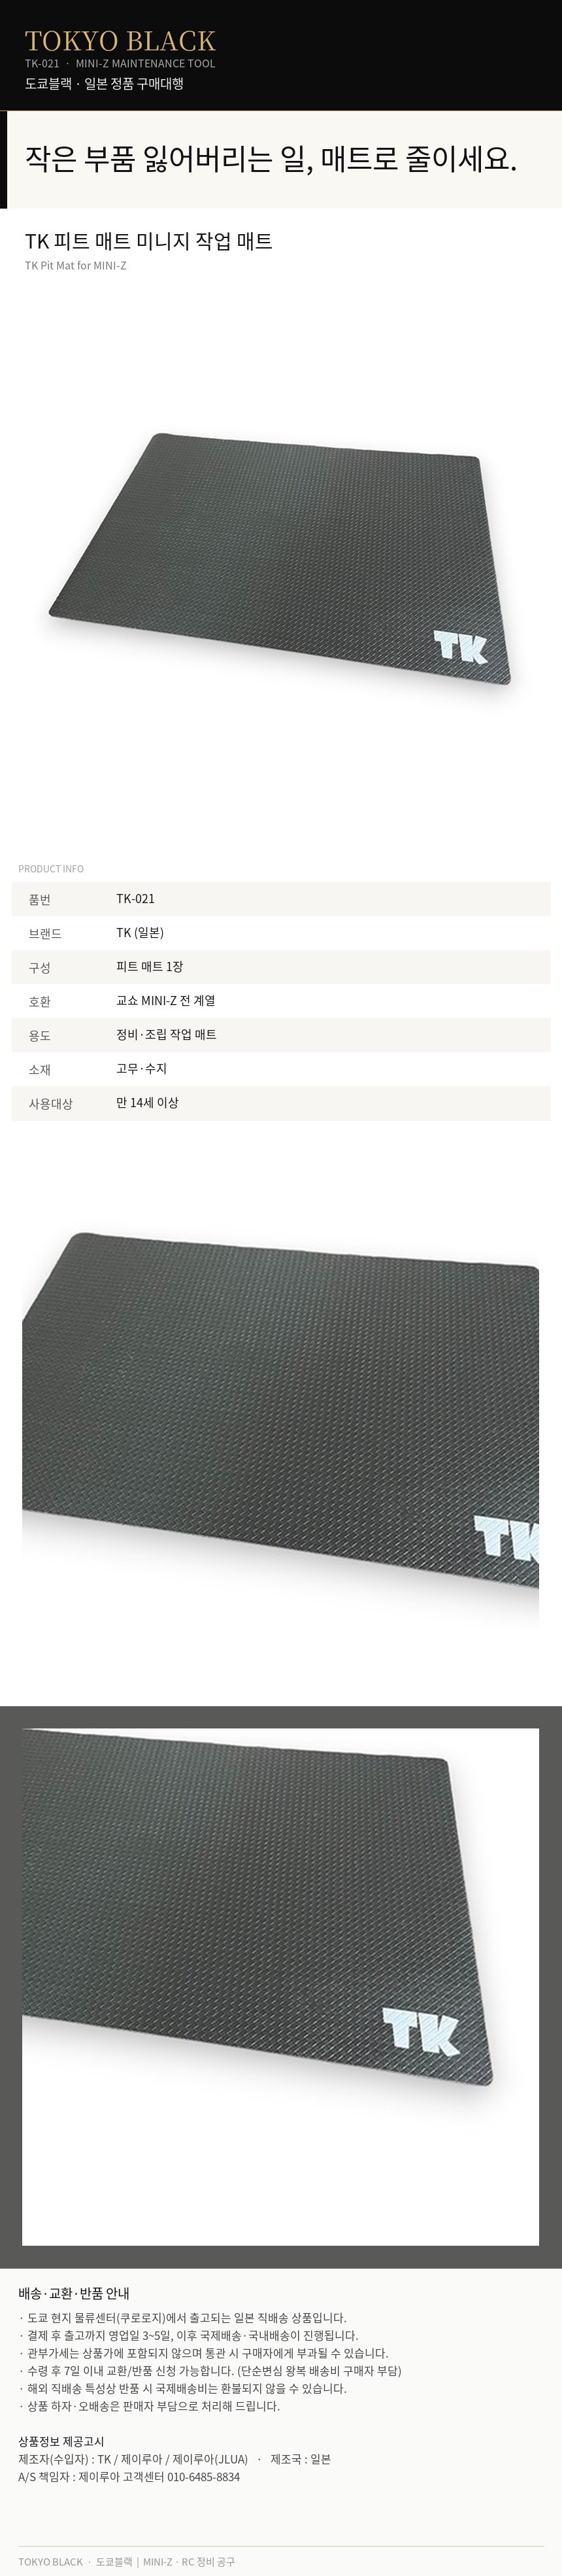 TOKYO BLACK
TK-021 · MINI-Z MAINTENANCE TOOL
도쿄블랙 · 일본 정품 구매대행
작은 부품 잃어버리는 일, 매트로 줄이세요.
TK 피트 매트 미니지 작업 매트
TK Pit Mat for MINI-Z
TK
PRODUCT INFO
품번 TK-021
브랜드 TK (일본)
구성 피트 매트 1장
호환 교쇼 MINI-Z 전 계열
용도 정비·조립 작업 매트
소재 고무·수지
사용대상 만 14세 이상
TK
TK
배송·교환·반품 안내
· 도쿄 현지 물류센터(쿠로로지)에서 출고되는 일본 직배송 상품입니다.
· 결제 후 출고까지 영업일 3~5일, 이후 국제배송·국내배송이 진행됩니다.
· 관부가세는 상품가에 포함되지 않으며 통관 시 구매자에게 부과될 수 있습니다.
· 수령 후 7일 이내 교환/반품 신청 가능합니다. (단순변심 왕복 배송비 구매자 부담)
· 해외 직배송 특성상 반품 시 국제배송비는 환불되지 않을 수 있습니다.
· 상품 하자·오배송은 판매자 부담으로 처리해 드립니다.
상품정보 제공고시
제조자(수입자) : TK / 제이루아 / 제이루아(JLUA) · 제조국 : 일본
A/S 책임자 : 제이루아 고객센터 010-6485-8834
TOKYO BLACK · 도쿄블랙 | MINI-Z · RC 정비 공구